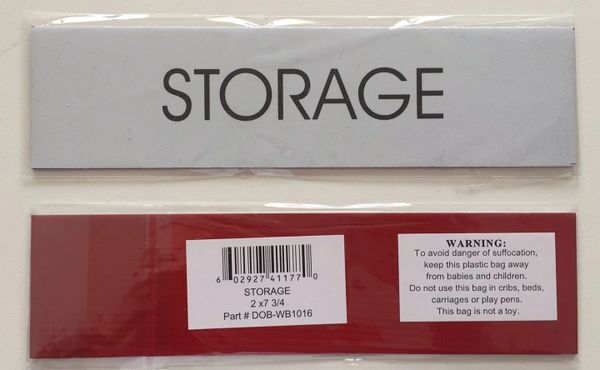 STORAGE
6 02927 41177 0
STORAGE
2 x7 3/4
Part # DOB-WB1016
WARNING:
To avoid danger of suffocation,
keep this plastic bag away
from babies and children.
Do not use this bag in cribs, beds,
carriages or play pens.
This bag is not a toy.